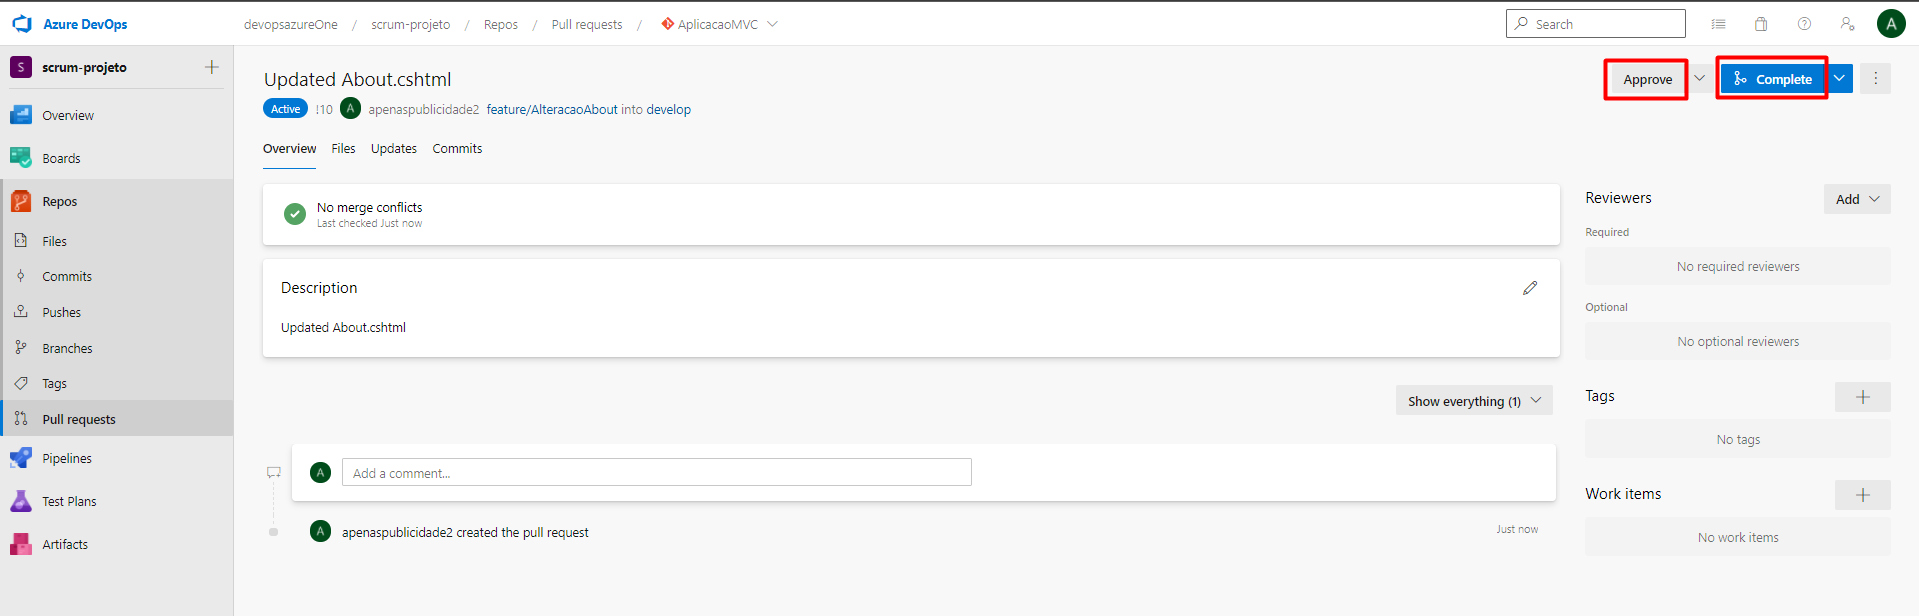 Azure DevOps
devopsazureOne / scrum-projeto / Repos / Pull requests / AplicacaoMVC
Search
A
S scrum-projeto
Overview
Boards
Repos
Files
Commits
Pushes
Branches
Tags
Pull requests
Pipelines
Test Plans
Artifacts
Updated About.cshtml
Approve
Complete
Active !10 A apenaspublicidade2 feature/AlteracaoAbout into develop
Overview Files Updates Commits
No merge conflicts
Last checked Just now
Description
Updated About.cshtml
Show everything (1)
A Add a comment...
A apenaspublicidade2 created the pull request Just now
Reviewers Add
Required
No required reviewers
Optional
No optional reviewers
Tags
No tags
Work items
No work items